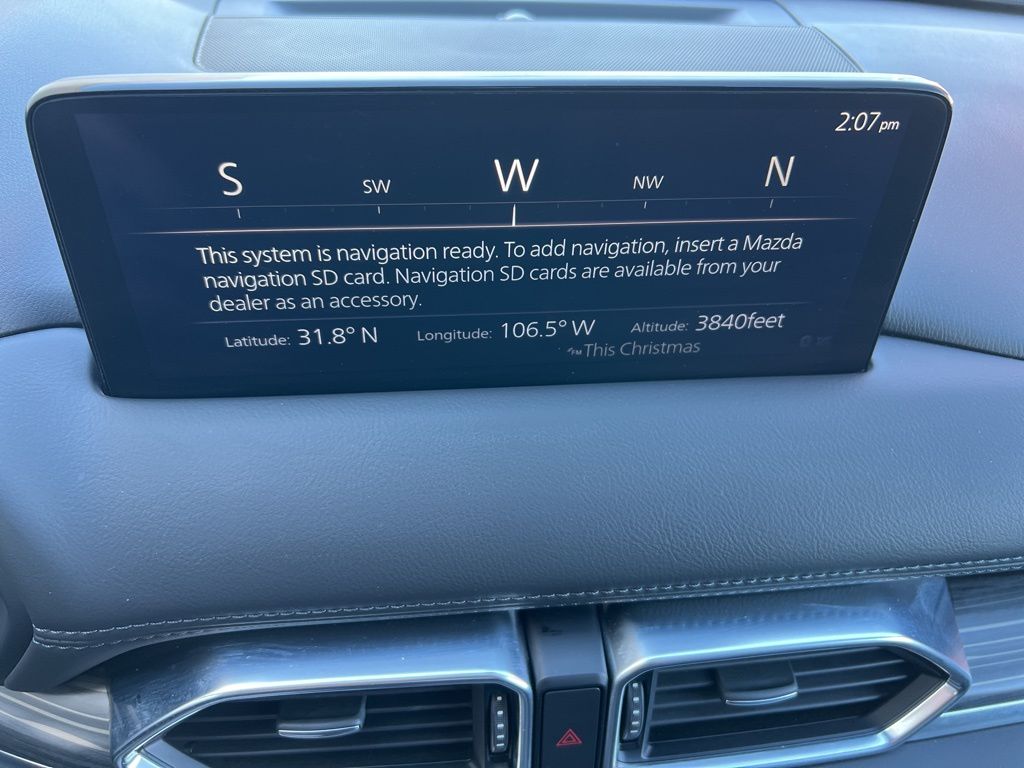 2:07pm
S SW W NW N
This system is navigation ready. To add navigation, insert a Mazda
navigation SD card. Navigation SD cards are available from your
dealer as an accessory.
Latitude: 31.8° N Longitude: 106.5° W Altitude: 3840feet
FM This Christmas